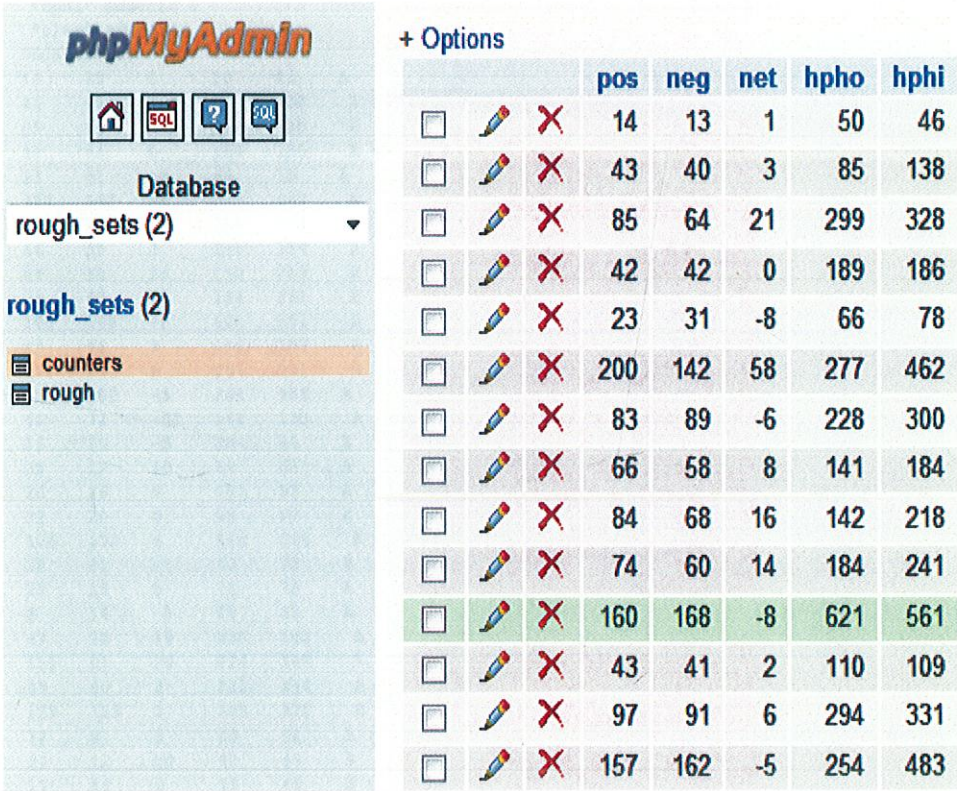 phpMyAdmin
SQL
?
SQL
Database
rough_sets (2)
rough_sets (2)
counters
rough
+ Options
pos neg net hpho hphi
14 13 1 50 46
43 40 3 85 138
85 64 21 299 328
42 42 0 189 186
23 31 -8 66 78
200 142 58 277 462
83 89 -6 228 300
66 58 8 141 184
84 68 16 142 218
74 60 14 184 241
160 168 -8 621 561
43 41 2 110 109
97 91 6 294 331
157 162 -5 254 483